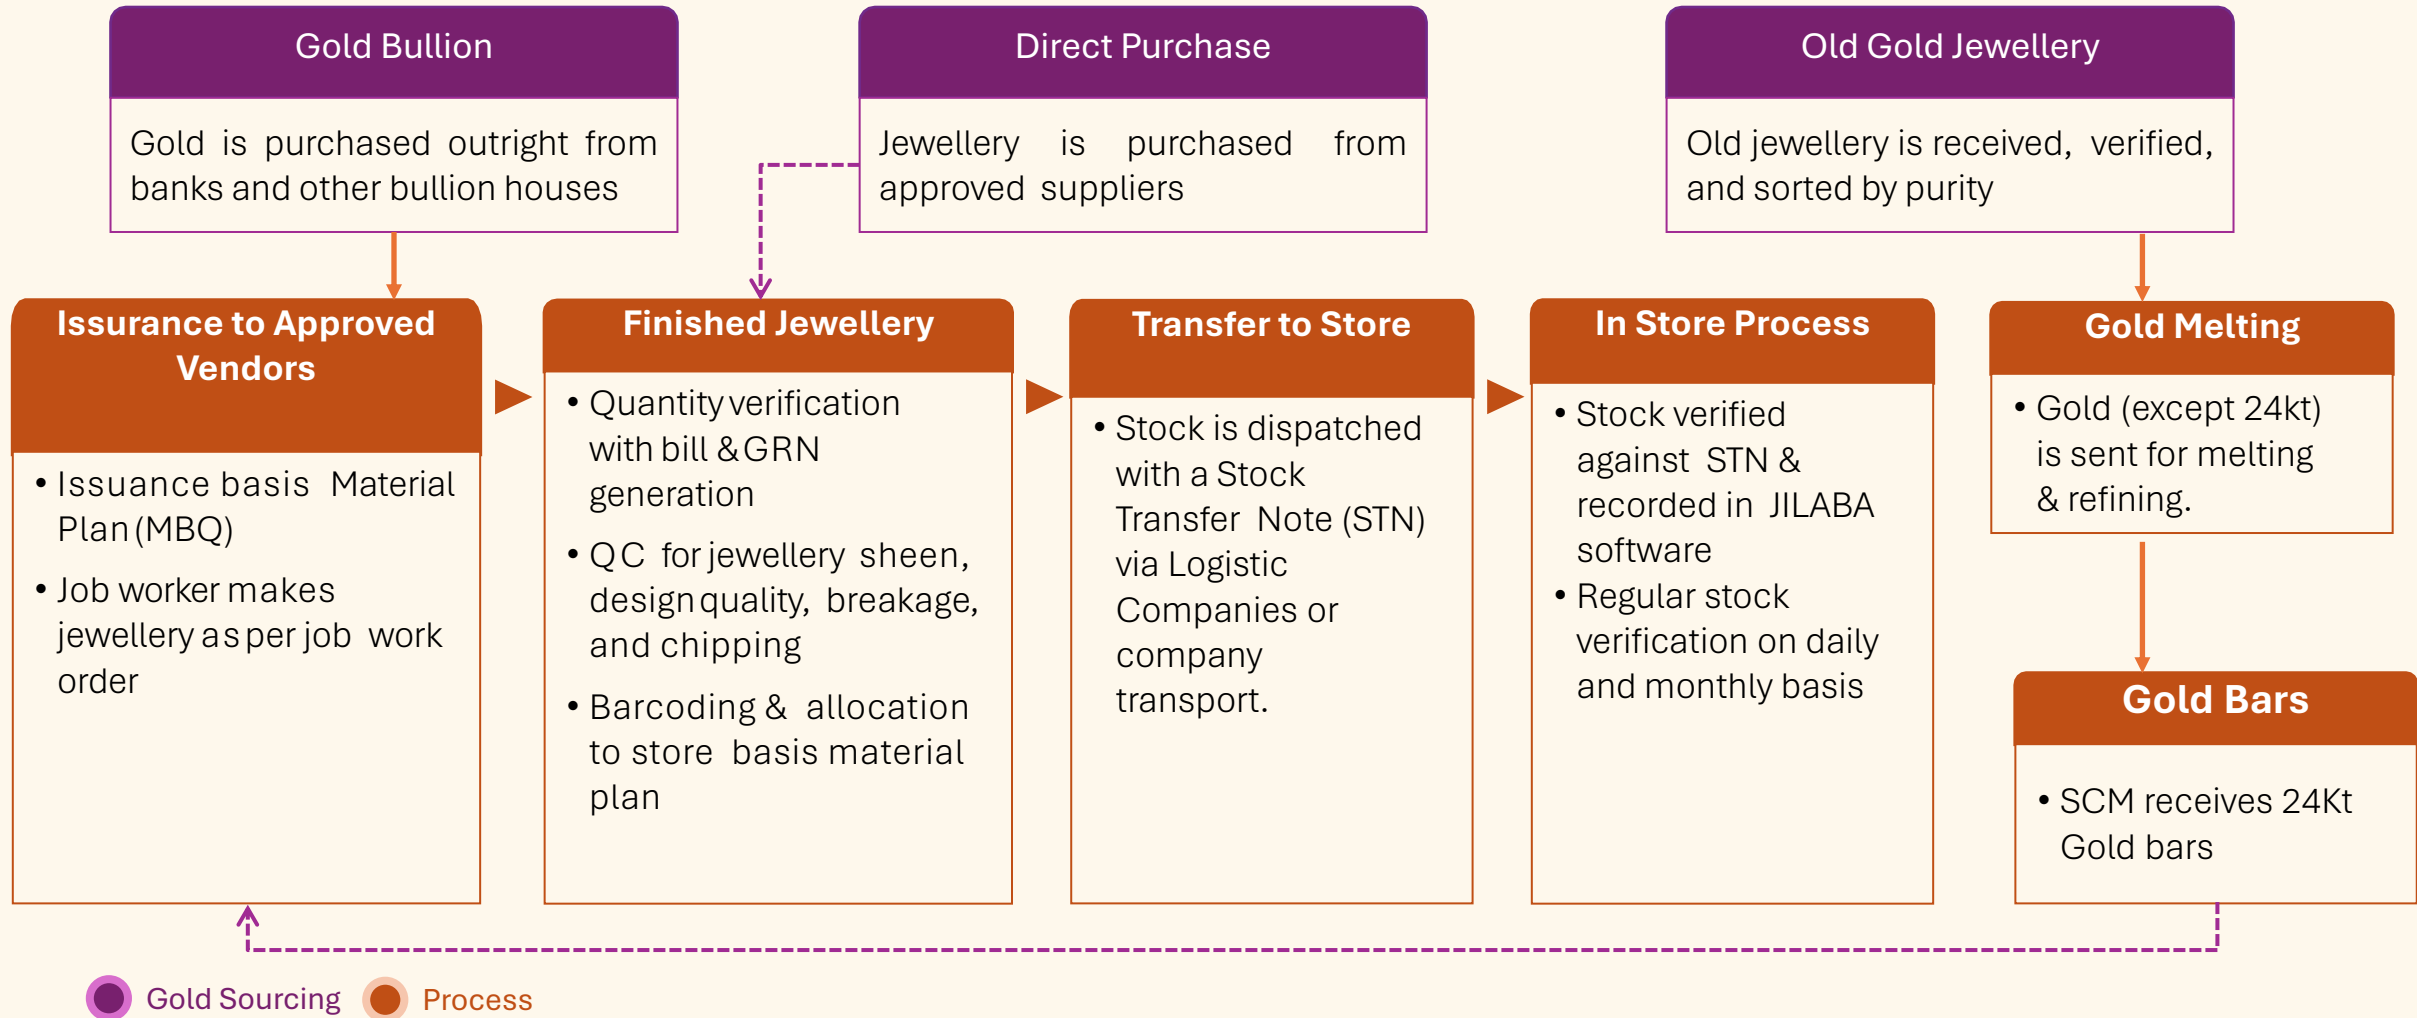 Gold Bullion
Gold is purchased outright from
banks and other bullion houses
Direct Purchase
Jewellery is purchased from
approved suppliers
Old Gold Jewellery
Old jewellery is received, verified,
and sorted by purity
Issurance to Approved
Vendors
• Issuance basis Material
Plan (MBQ)
• Job worker makes
jewellery as per job work
order
Finished Jewellery
• Quantity verification
with bill & GRN
generation
• QC for jewellery sheen,
design quality, breakage,
and chipping
• Barcoding & allocation
to store basis material
plan
Transfer to Store
• Stock is dispatched
with a Stock
Transfer Note (STN)
via Logistic
Companies or
company
transport.
In Store Process
• Stock verified
against STN &
recorded in JILABA
software
• Regular stock
verification on daily
and monthly basis
Gold Melting
• Gold (except 24kt)
is sent for melting
& refining.
Gold Bars
• SCM receives 24Kt
Gold bars
Gold Sourcing
Process